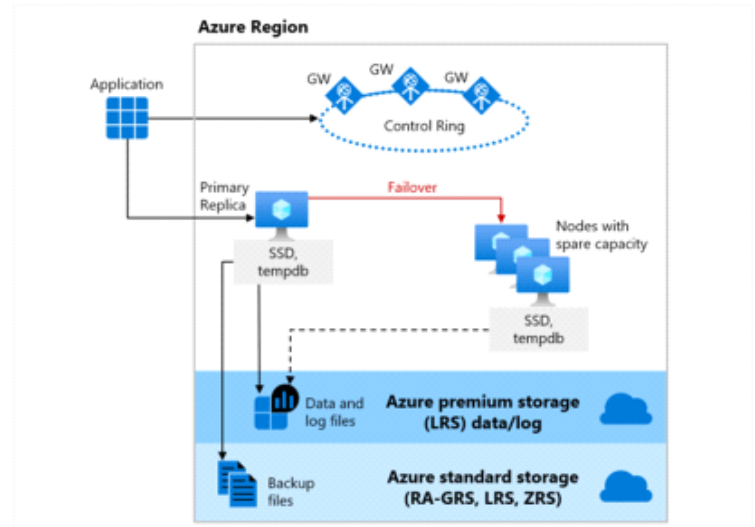 Azure Region
Application
GW
GW
GW
Control Ring
Primary
Replica
Failover
Nodes with
spare capacity
SSD,
tempdb
SSD,
tempdb
Data and
log files
Azure premium storage
(LRS) data/log
Backup
files
Azure standard storage
(RA-GRS, LRS, ZRS)